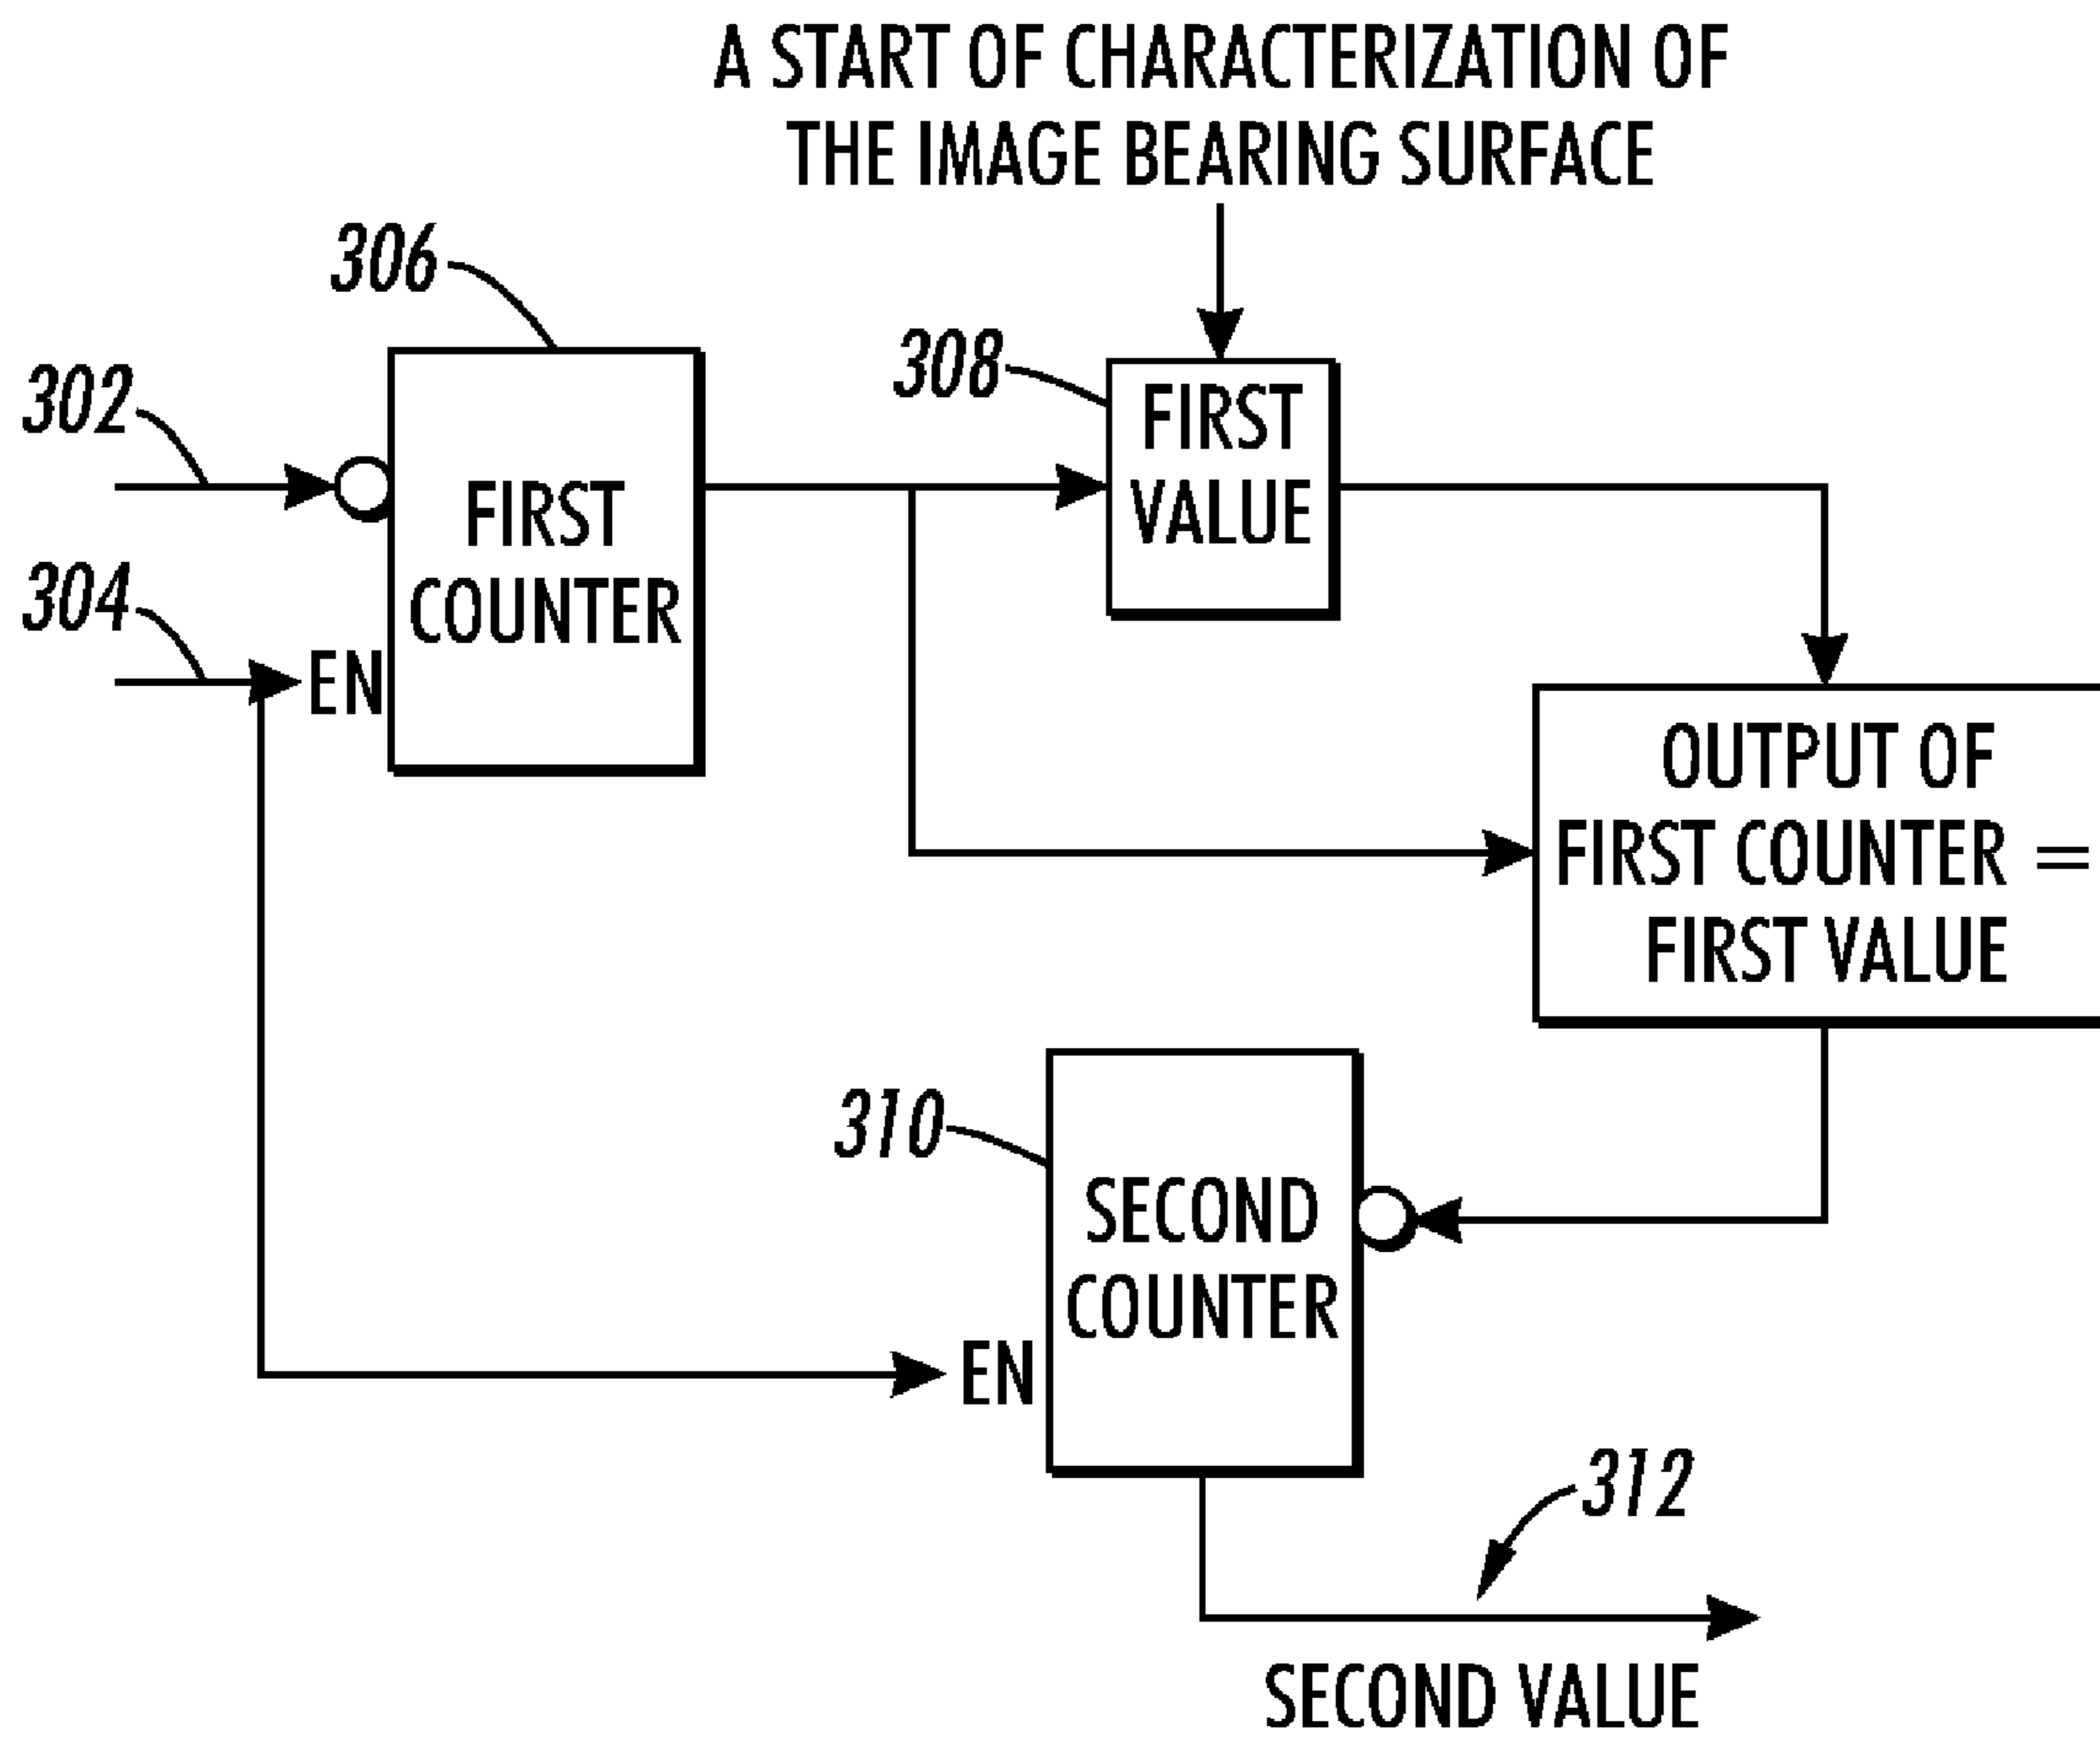 A START OF CHARACTERIZATION OF
THE IMAGE BEARING SURFACE
306
308
302
FIRST
VALUE
FIRST
COUNTER
304
EN
OUTPUT OF
FIRST COUNTER =
FIRST VALUE
310
SECOND
COUNTER
EN
312
SECOND VALUE